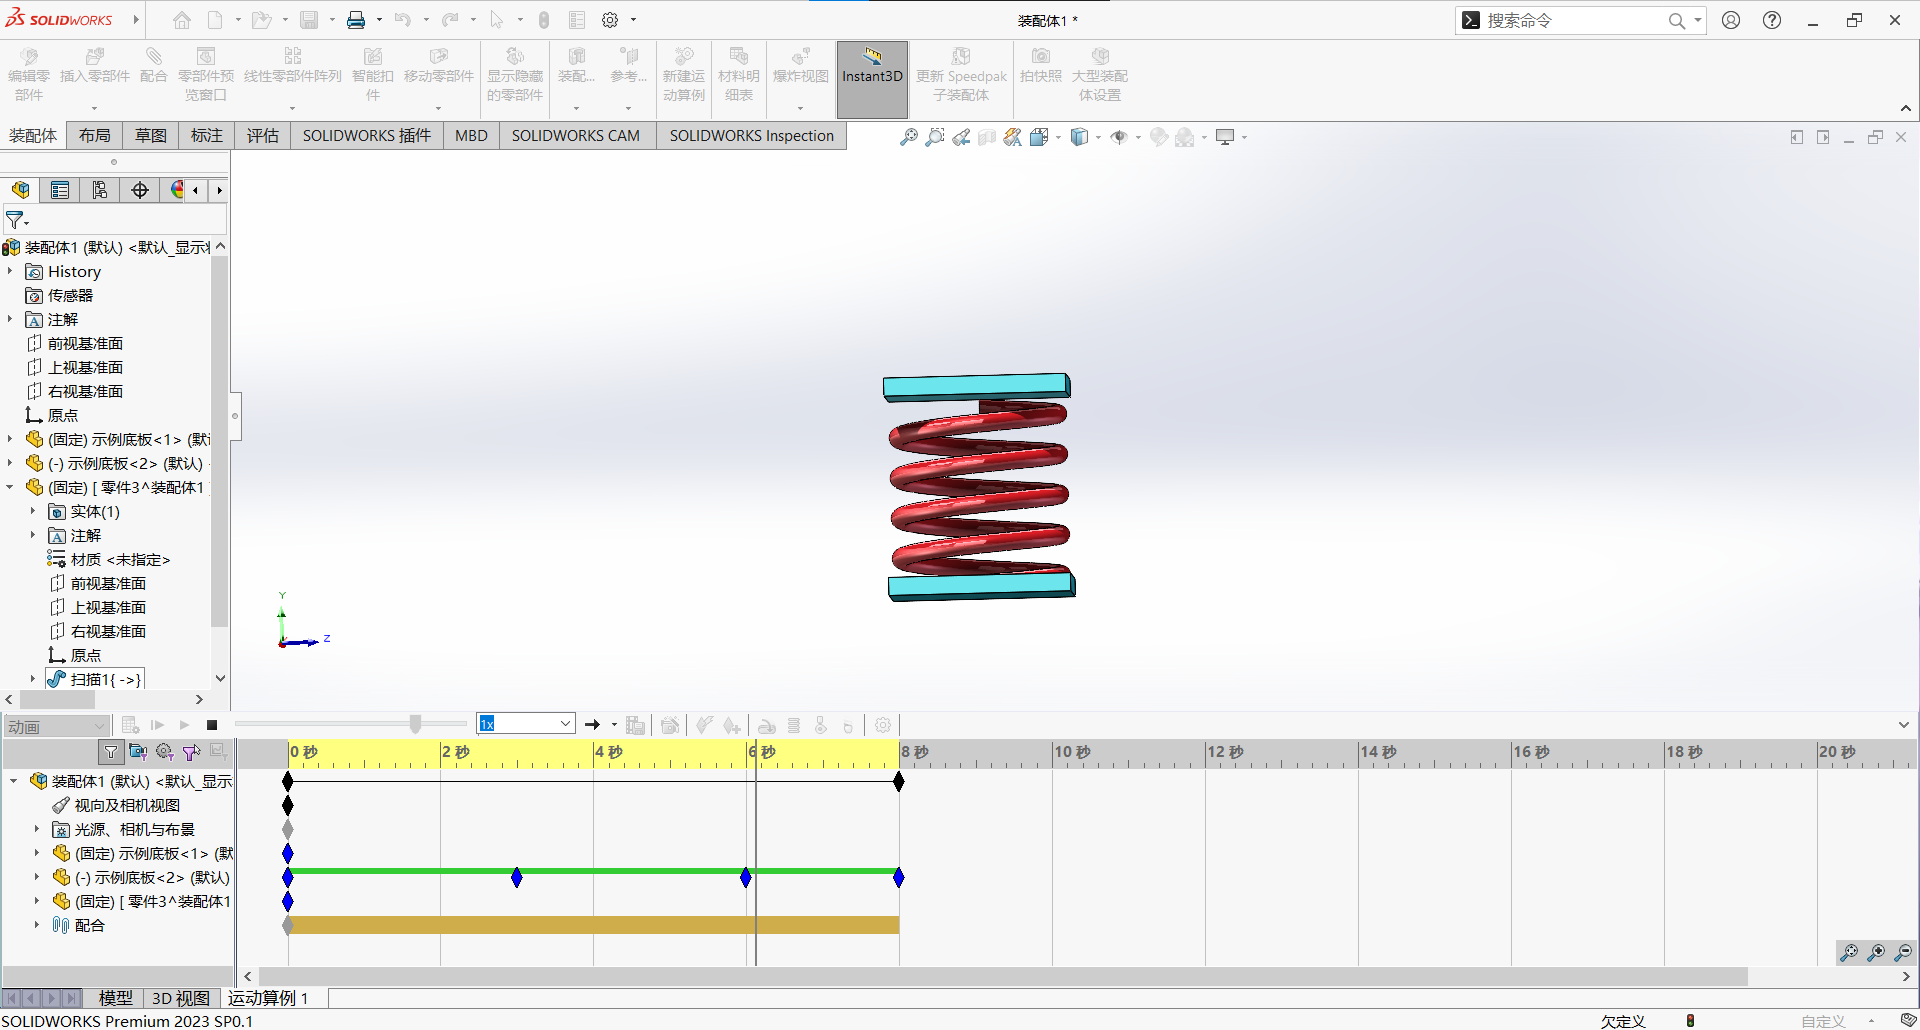 SOLIDWORKS
装配体1 *
搜索命令
编辑零部件
插入零部件
配合
零部件预览窗口
线性零部件阵列
智能扣件
移动零部件
显示隐藏的零部件
装配...
参考...
新建运动算例
材料明细表
爆炸视图
Instant3D
更新 Speedpak 子装配体
拍快照
大型装配体设置
装配体
布局
草图
标注
评估
SOLIDWORKS 插件
MBD
SOLIDWORKS CAM
SOLIDWORKS Inspection
装配体1 (默认) <默认_显示
History
传感器
注解
前视基准面
上视基准面
右视基准面
原点
(固定) 示例底板<1> (默
(-) 示例底板<2> (默认)
(固定) [ 零件3^装配体1
实体(1)
注解
材质 <未指定>
前视基准面
上视基准面
右视基准面
原点
扫描1{ ->}
Y
Z
动画
1x
0 秒
2 秒
4 秒
6 秒
8 秒
10 秒
12 秒
14 秒
16 秒
18 秒
20 秒
装配体1 (默认) <默认_显示
视向及相机视图
光源、相机与布景
(固定) 示例底板<1> (默
(-) 示例底板<2> (默认)
(固定) [ 零件3^装配体1
配合
模型
3D 视图
运动算例 1
SOLIDWORKS Premium 2023 SP0.1
欠定义
自定义